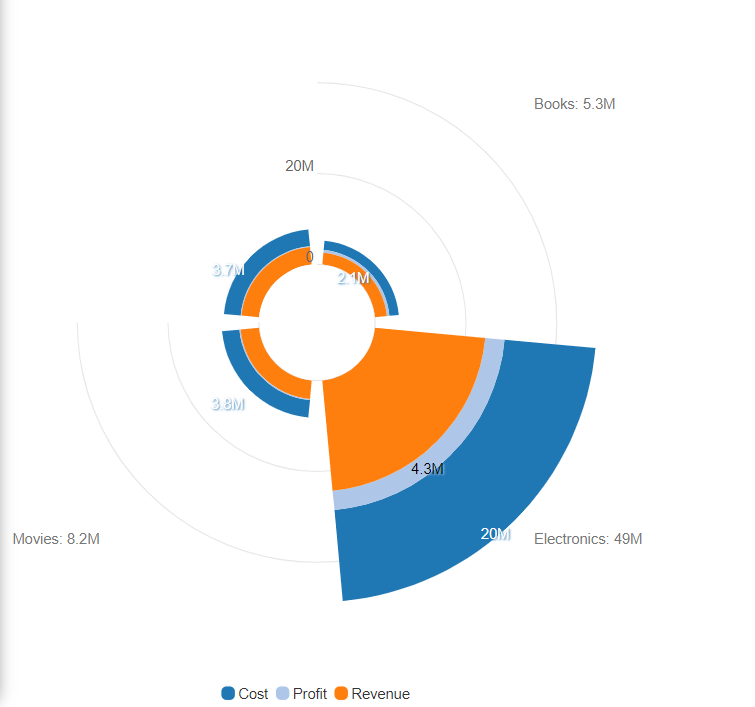 Books: 5.3M
20M
0
3.7M
2.1M
3.8M
4.3M
20M
Electronics: 49M
Movies: 8.2M
Cost Profit Revenue